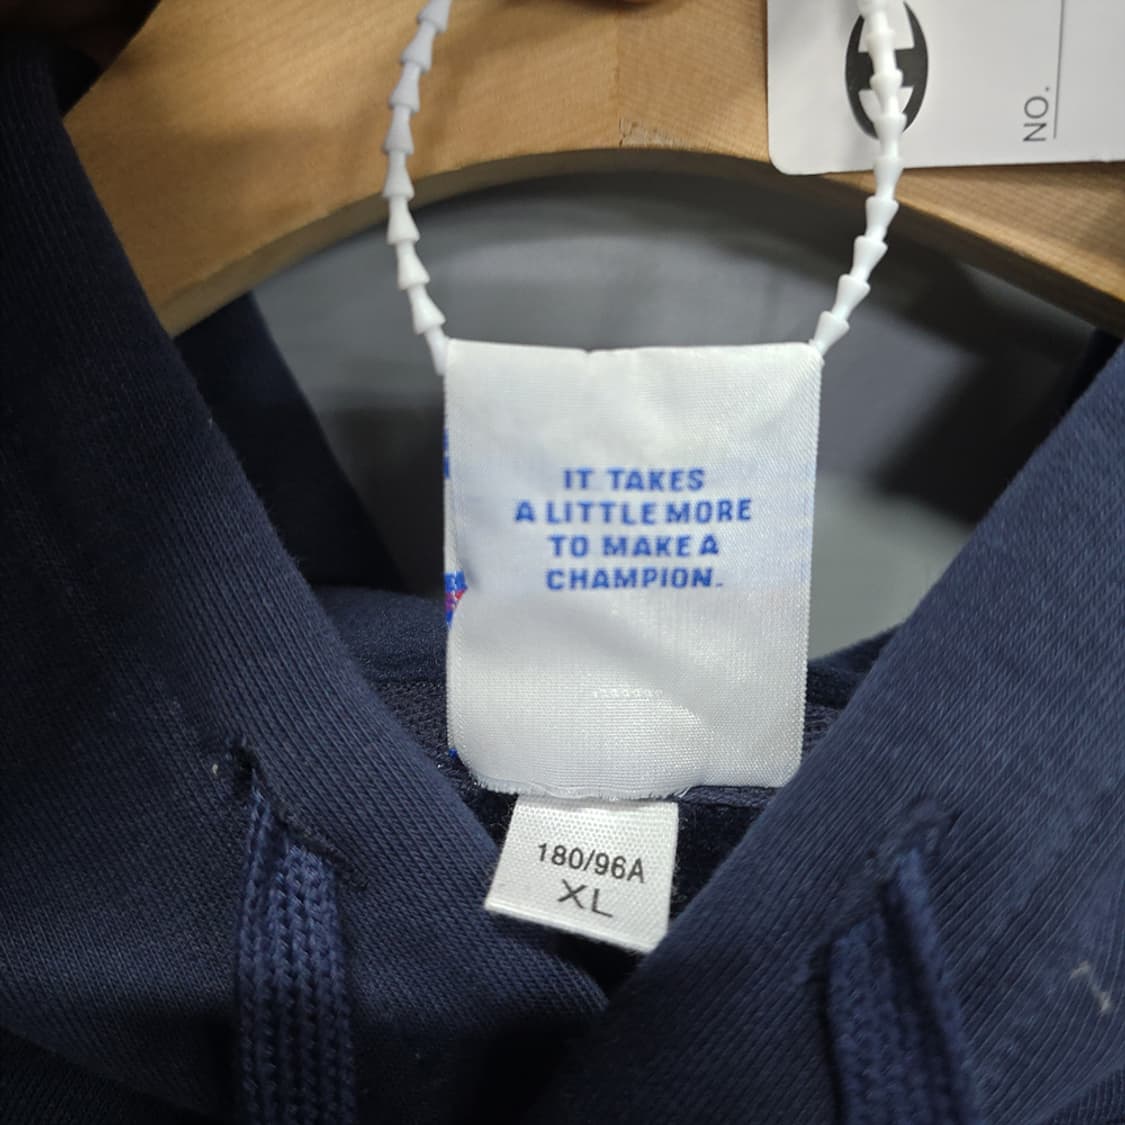 NO.
IT TAKES
A LITTLE MORE
TO MAKE A
CHAMPION.
180/96A
XL